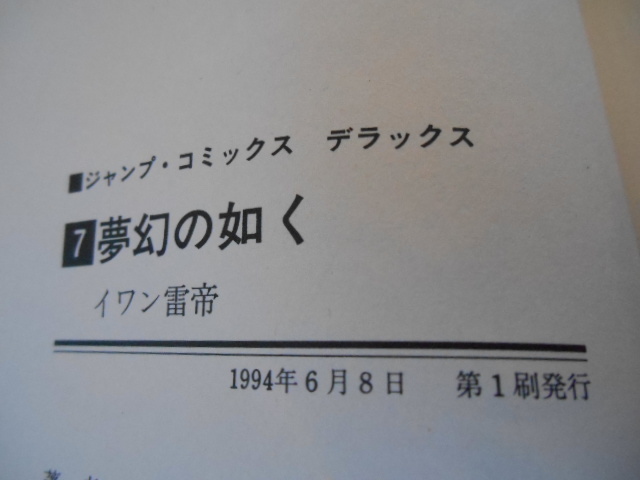 ■ジャンプ・コミックス デラックス
7 夢幻の如く
イワン雷帝
1994年6月8日 第1刷発行